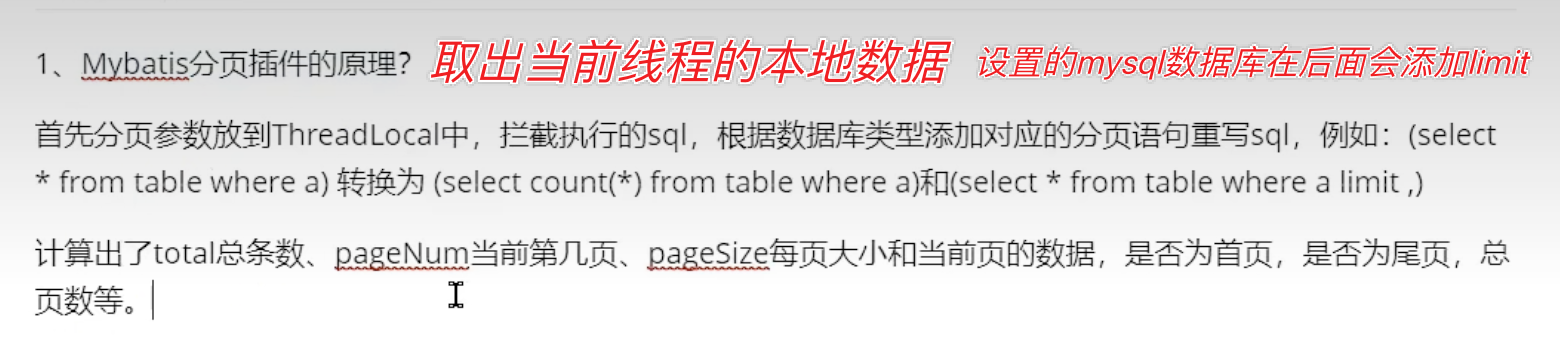 1、Mybatis分页插件的原理？ 取出当前线程的本地数据 设置的mysql数据库在后面会添加limit
首先分页参数放到ThreadLocal中，拦截执行的sql，根据数据库类型添加对应的分页语句重写sql，例如：(select
* from table where a) 转换为 (select count(*) from table where a)和(select * from table where a limit ,)
计算出了total总条数、pageNum当前第几页、pageSize每页大小和当前页的数据，是否为首页，是否为尾页，总
页数等。